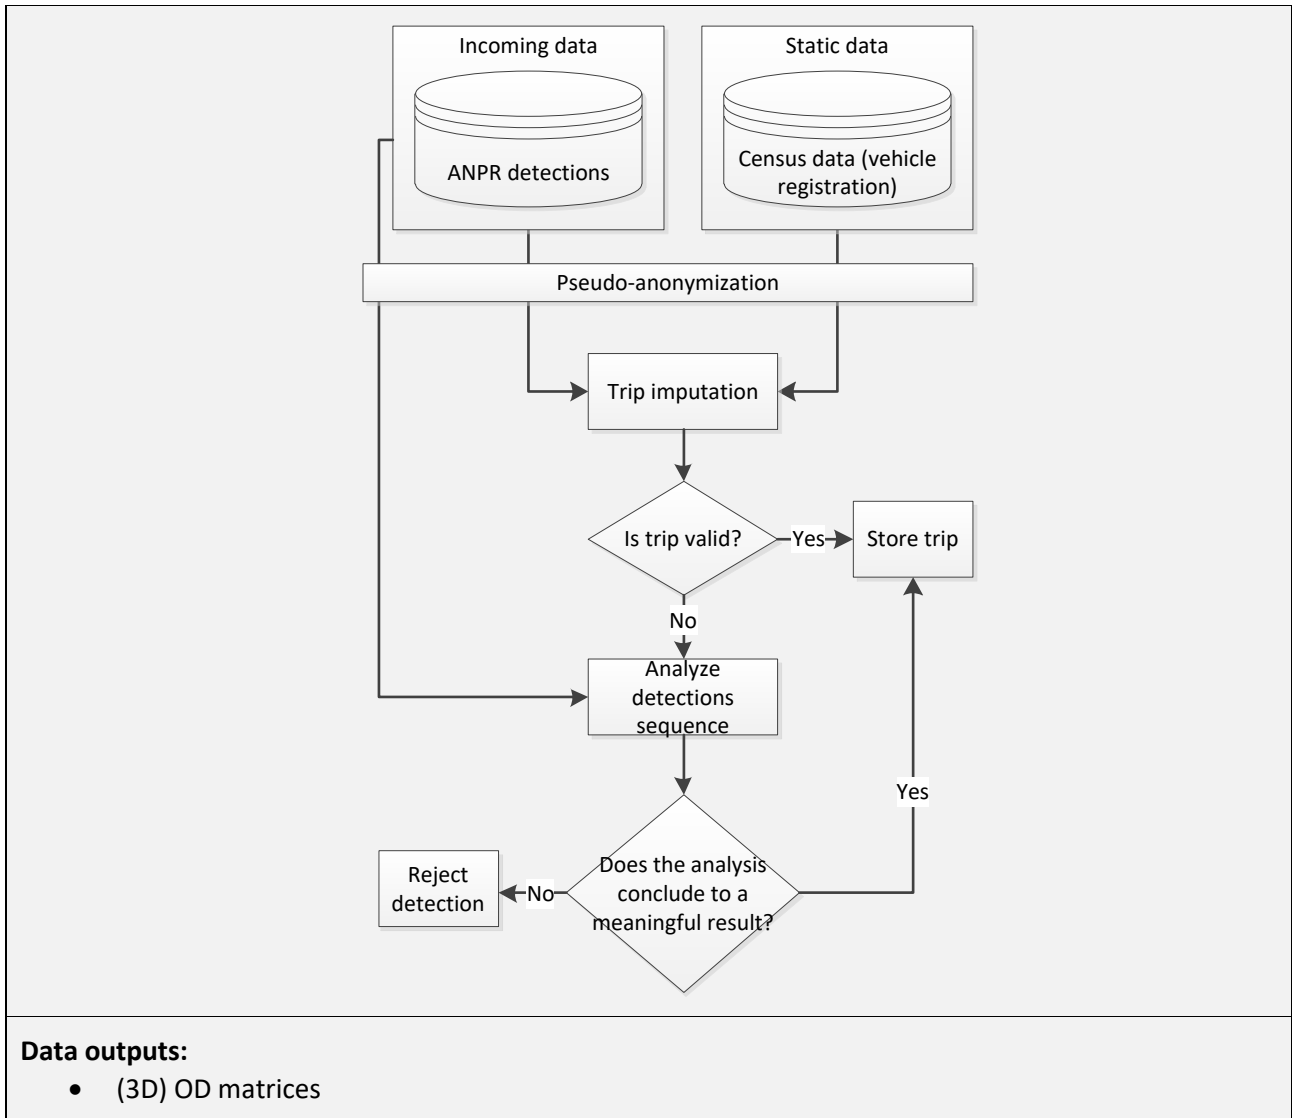 Incoming data
Static data
ANPR detections
Census data (vehicle
registration)
Pseudo-anonymization
Trip imputation
Is trip valid?
Yes
Store trip
No
Analyze
detections
sequence
Yes
Does the analysis
conclude to a
meaningful result?
No
Reject
detection
Data outputs:
• (3D) OD matrices